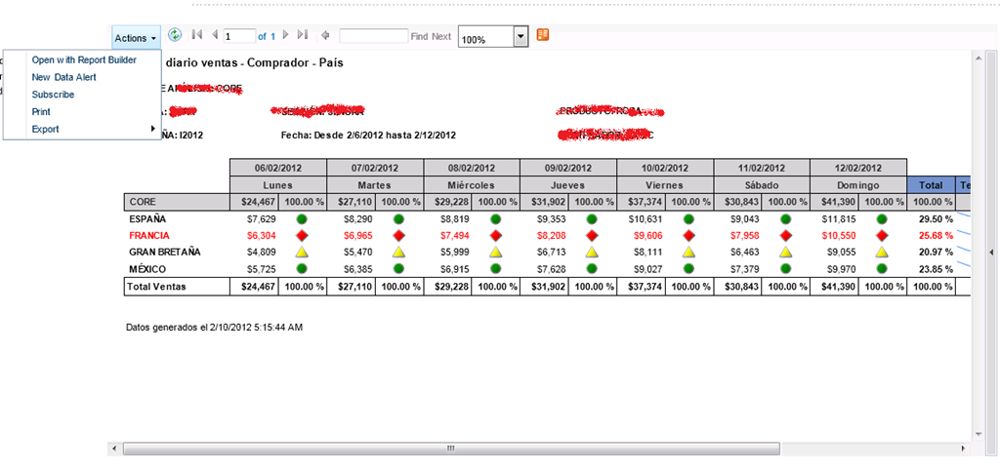 Actions 1 of 1 Find Next 100%
Open with Report Builder
New Data Alert
Subscribe
Print
Export
diario ventas - Comprador - País
CORE
ÑA: I2012 Fecha: Desde 2/6/2012 hasta 2/12/2012
06/02/2012 07/02/2012 08/02/2012 09/02/2012 10/02/2012 11/02/2012 12/02/2012
Lunes Martes Miércoles Jueves Viernes Sábado Domingo Total Te
CORE $24,467 100.00 % $27,110 100.00 % $29,228 100.00 % $31,902 100.00 % $37,374 100.00 % $30,843 100.00 % $41,390 100.00 % 100.00 %
ESPAÑA $7,629 $8,290 $8,819 $9,353 $10,631 $9,043 $11,815 29.50 %
FRANCIA $6,304 $6,965 $7,494 $8,208 $9,606 $7,958 $10,550 25.68 %
GRAN BRETAÑA $4,809 $5,470 $5,999 $6,713 $8,111 $6,463 $9,055 20.97 %
MÉXICO $5,725 $6,385 $6,915 $7,628 $9,027 $7,379 $9,970 23.85 %
Total Ventas $24,467 100.00 % $27,110 100.00 % $29,228 100.00 % $31,902 100.00 % $37,374 100.00 % $30,843 100.00 % $41,390 100.00 % 100.00 %
Datos generados el 2/10/2012 5:15:44 AM